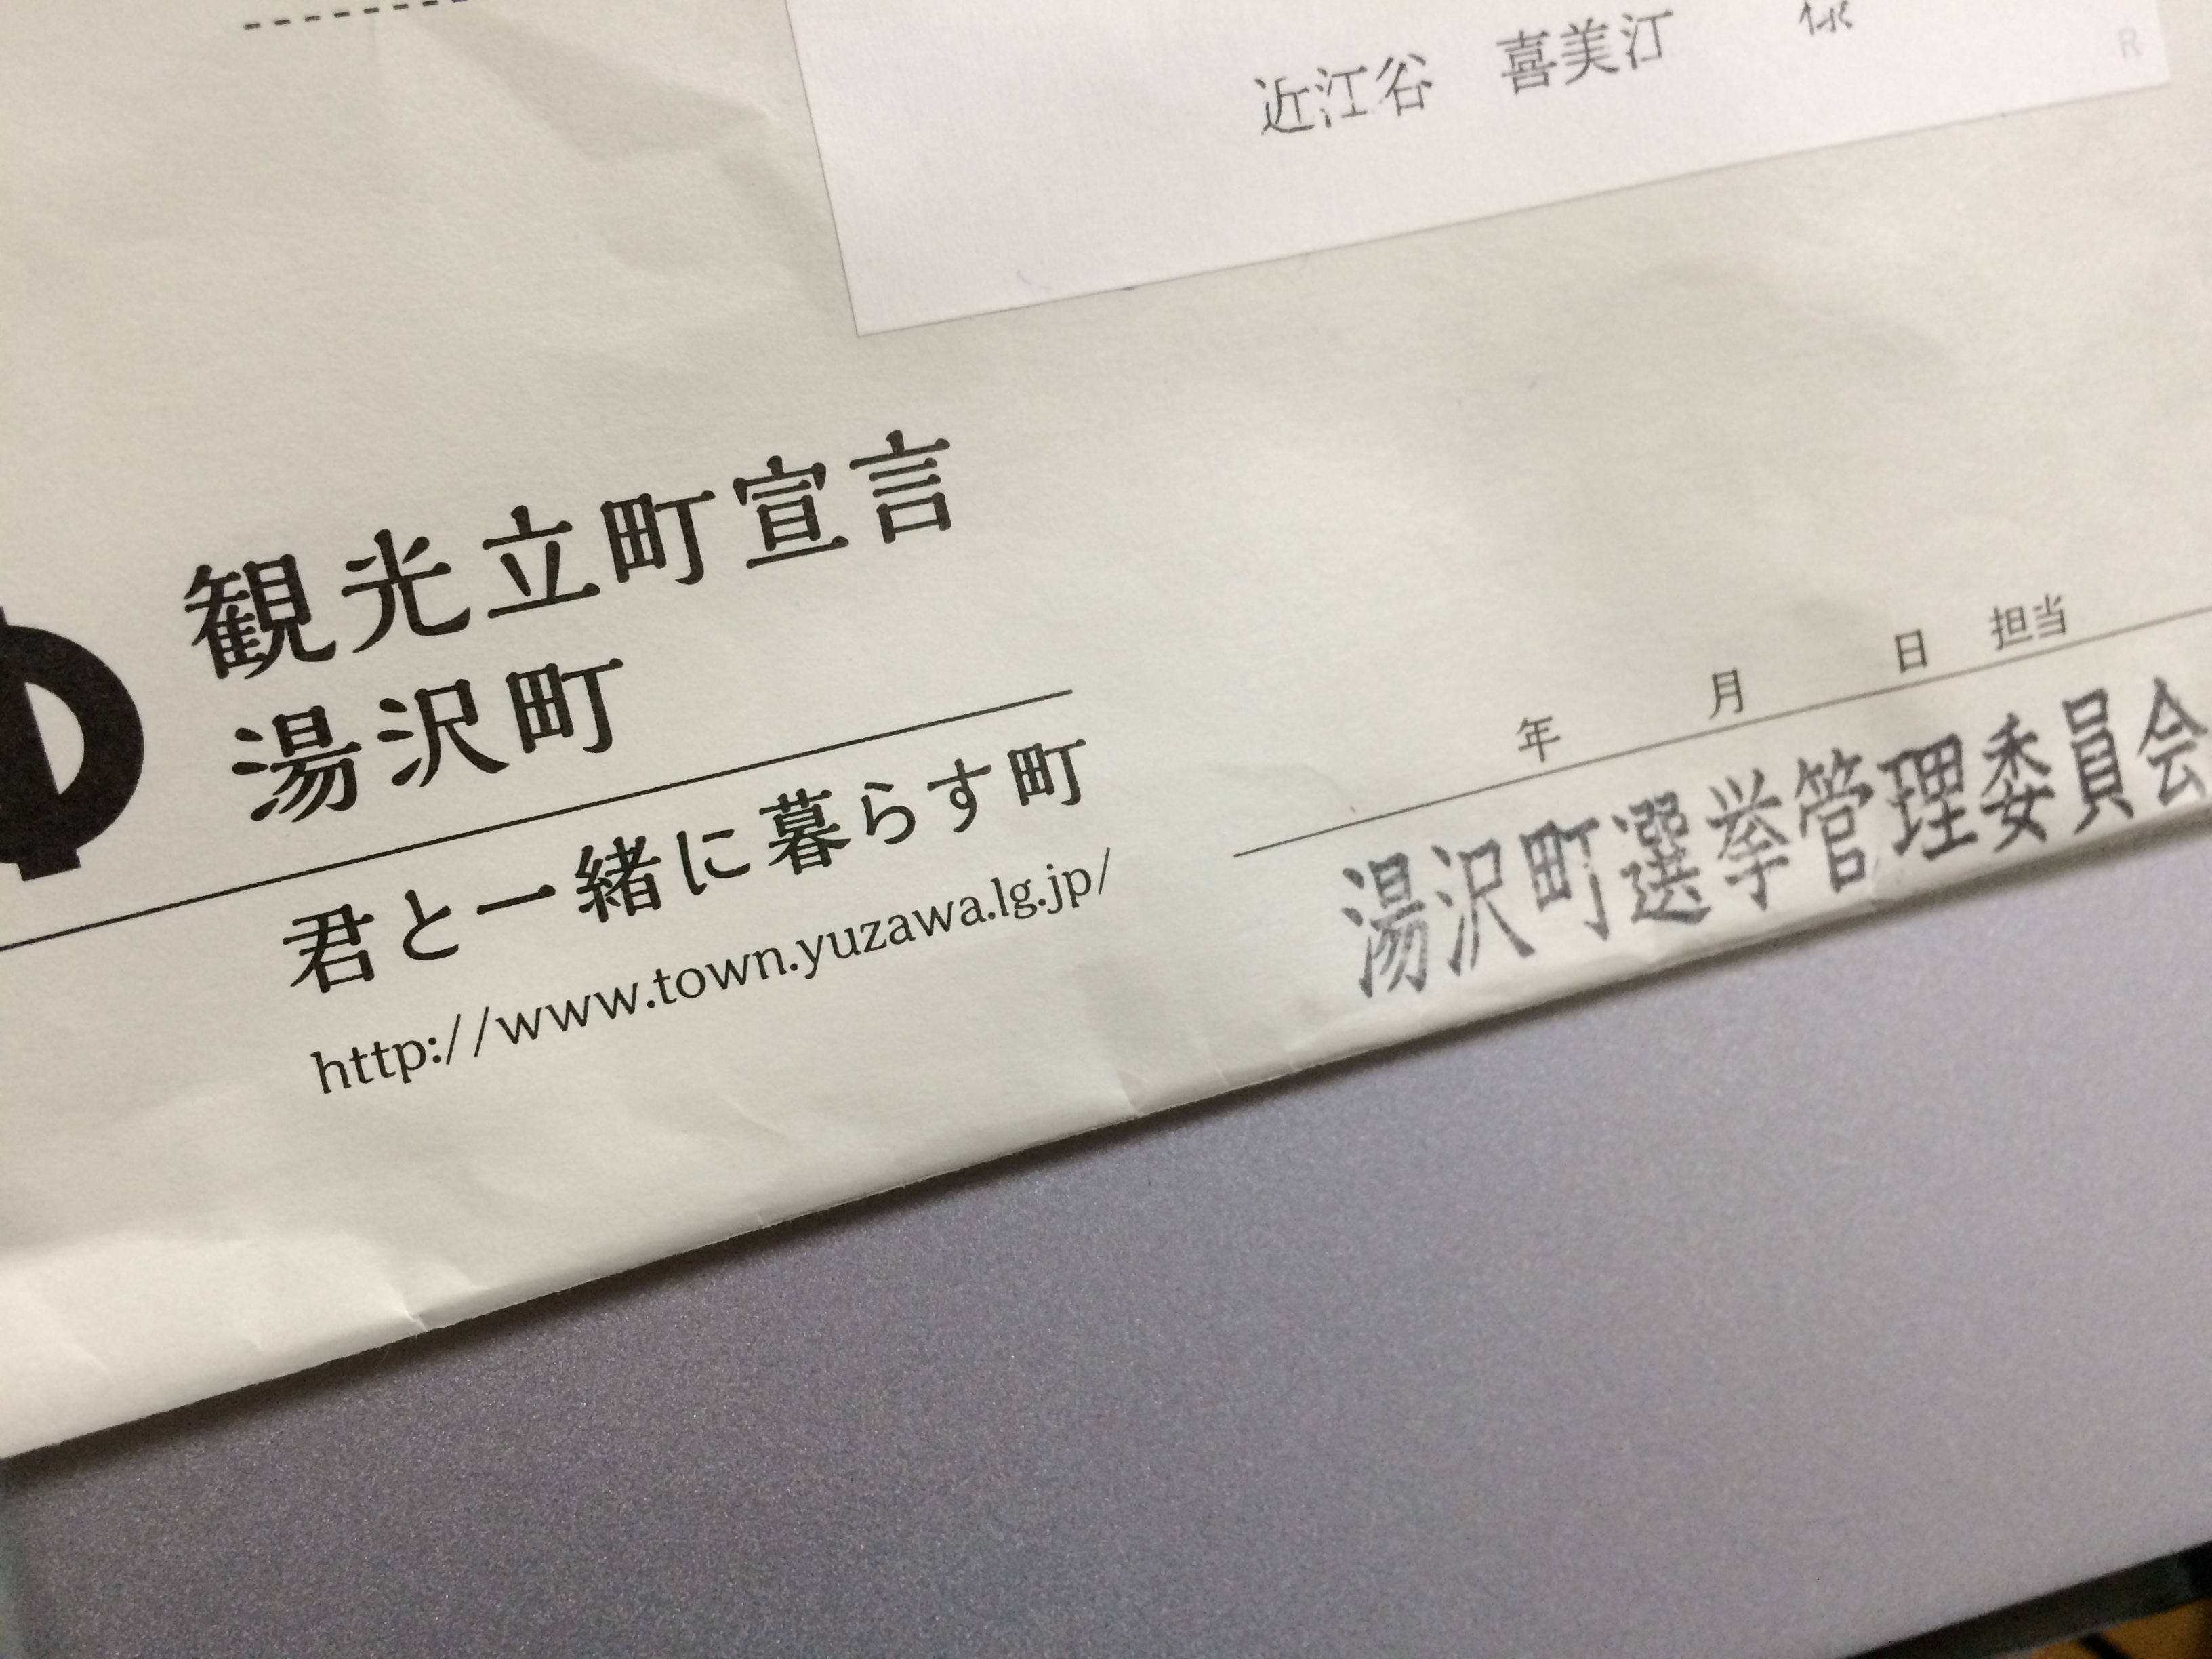 近江谷　喜美汀　様
R
観光立町宣言
湯沢町
君と一緒に暮らす町
http://www.town.yuzawa.lg.jp/
年　月　日　担当
湯沢町選挙管理委員会